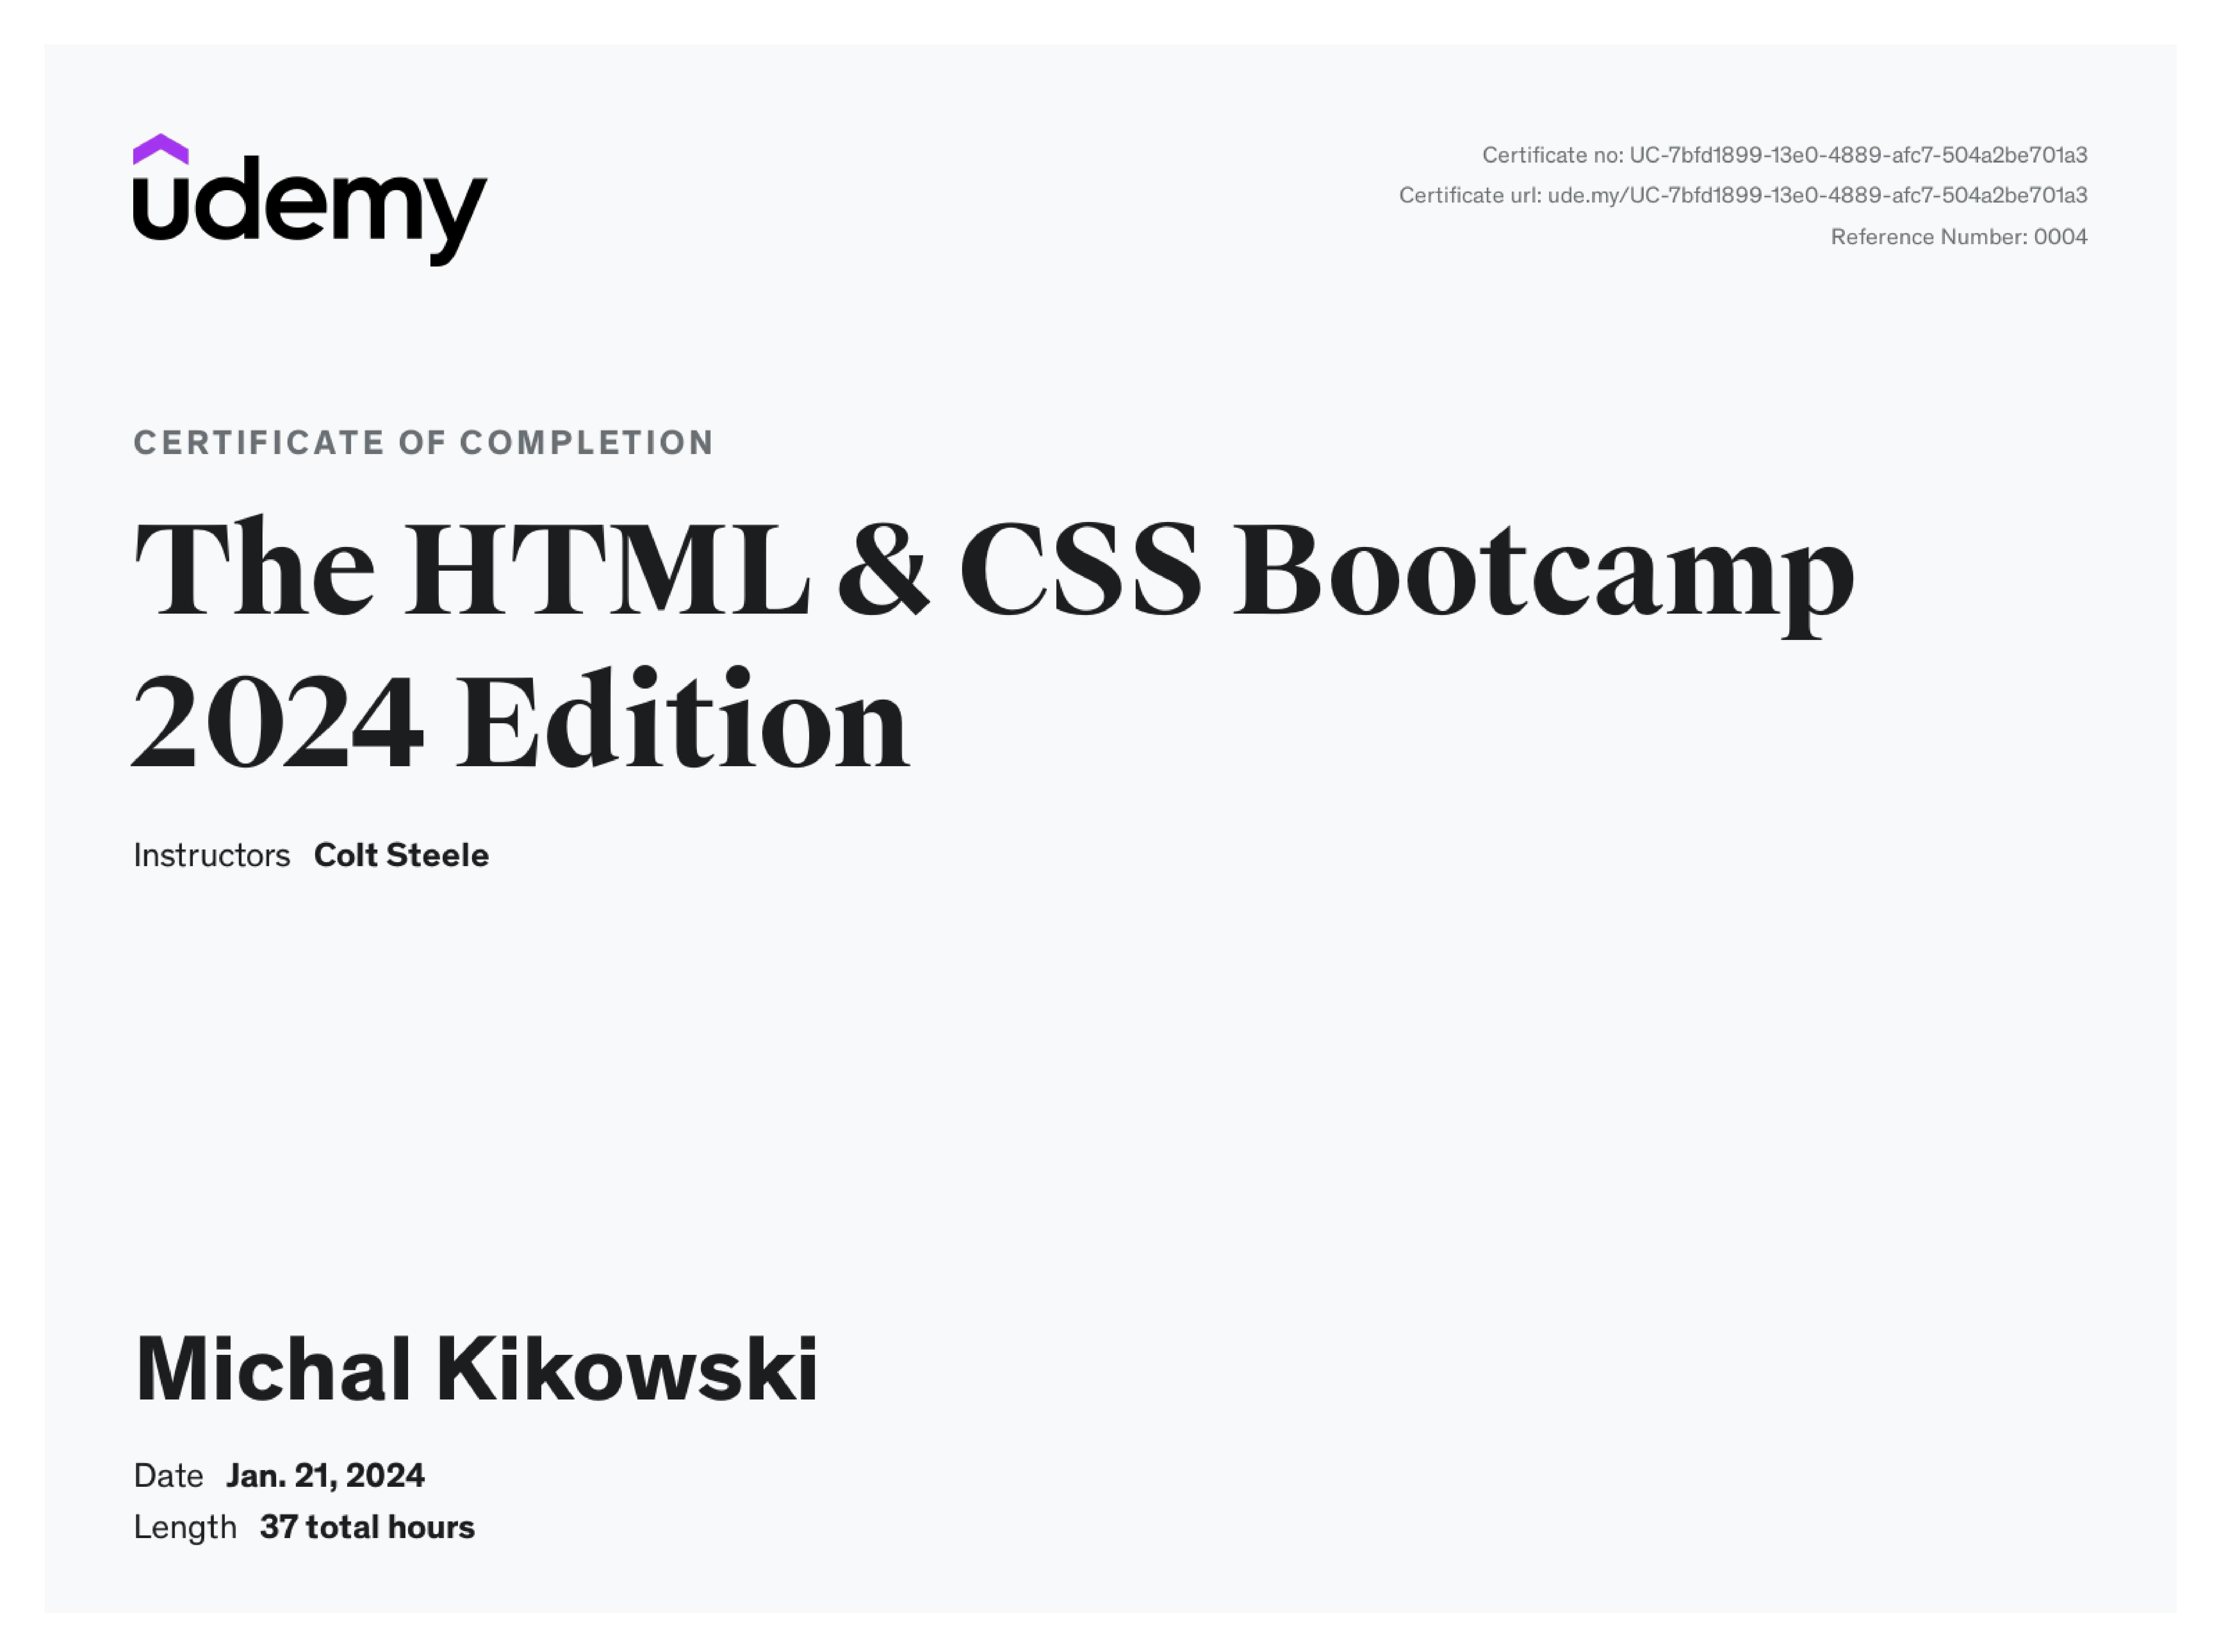 udemy
Certificate no: UC-7bfd1899-13e0-4889-afc7-504a2be701a3
Certificate url: ude.my/UC-7bfd1899-13e0-4889-afc7-504a2be701a3
Reference Number: 0004
CERTIFICATE OF COMPLETION
The HTML & CSS Bootcamp
2024 Edition
Instructors Colt Steele
Michal Kikowski
Date Jan. 21, 2024
Length 37 total hours